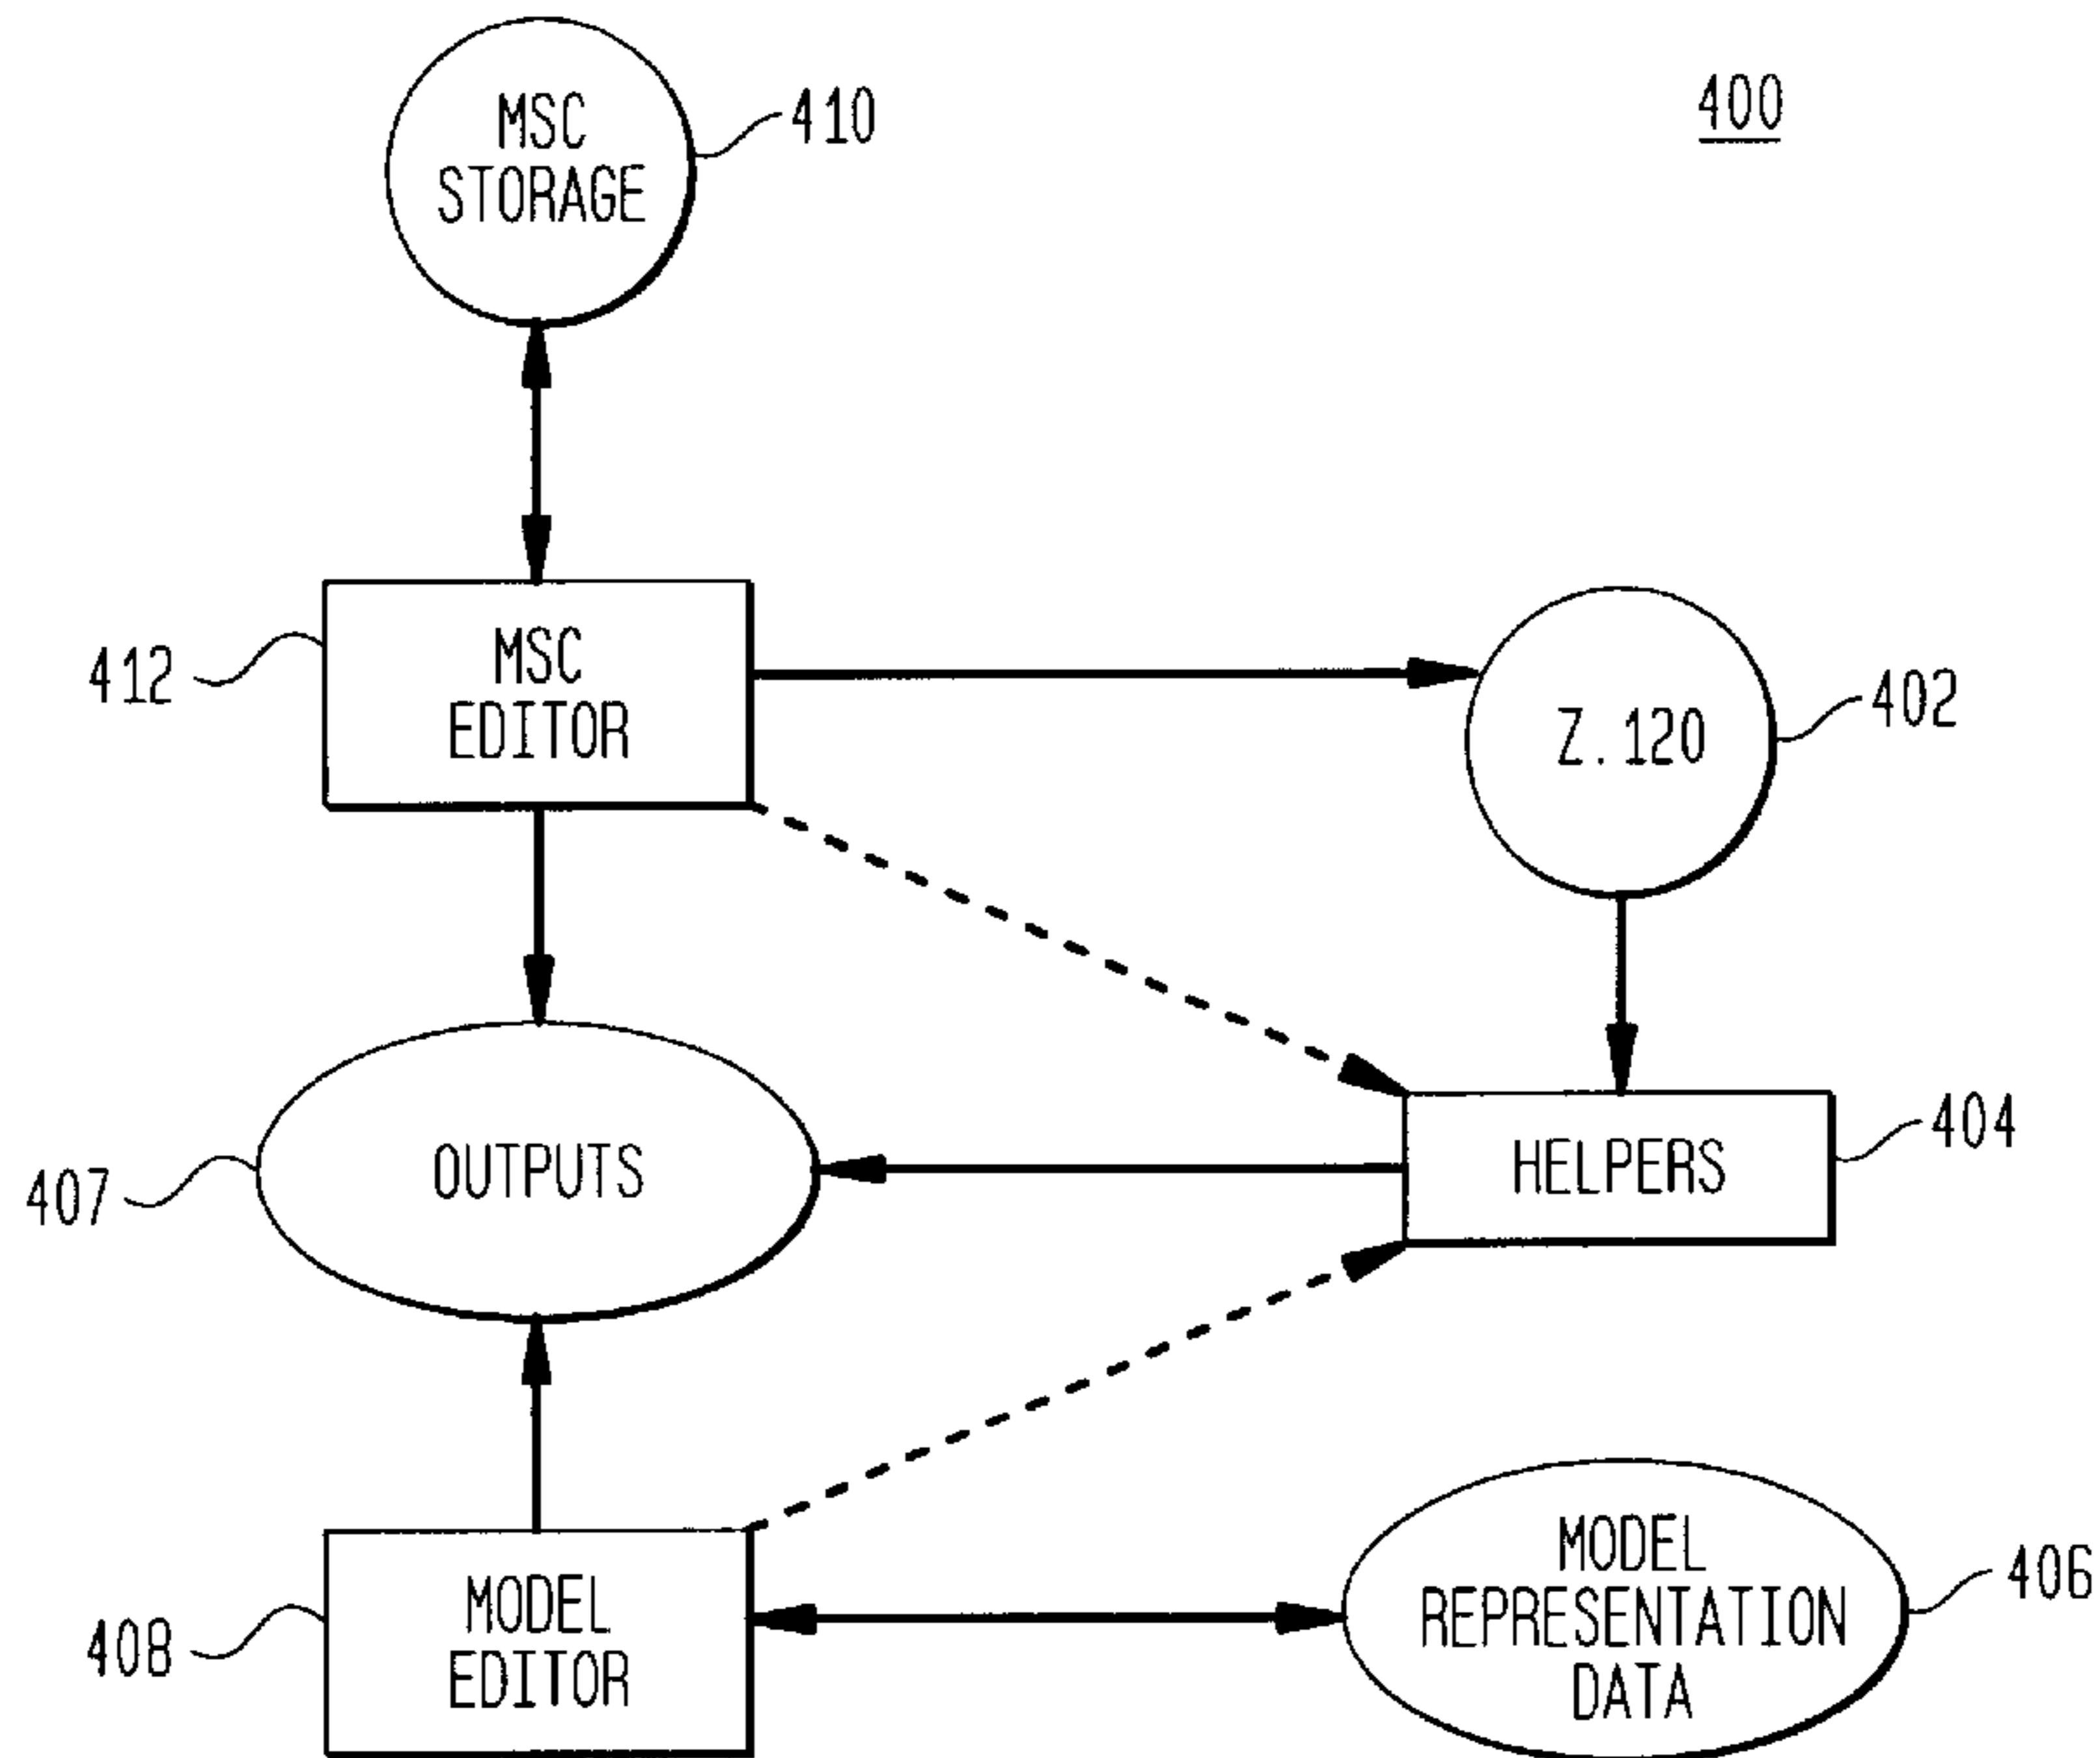 MSC
STORAGE
410
400
412
MSC
EDITOR
Z.120
402
407
OUTPUTS
HELPERS
404
408
MODEL
EDITOR
MODEL
REPRESENTATION
DATA
406